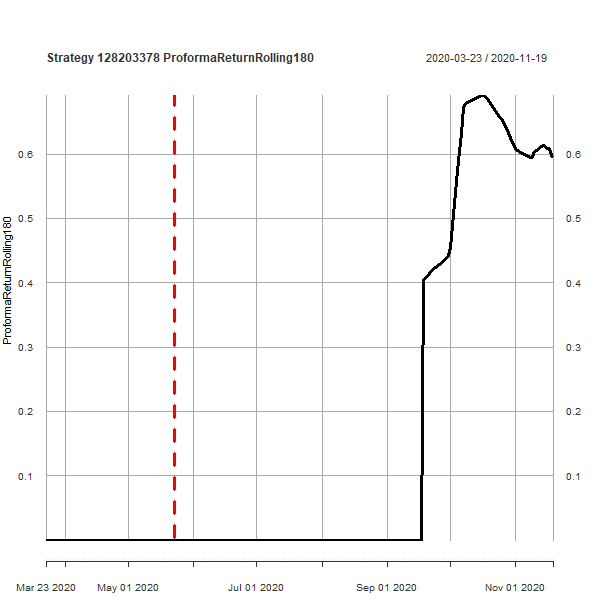 Strategy 128203378 ProformaReturnRolling180
2020-03-23 / 2020-11-19
ProformaReturnRolling180
0.6
0.6
0.5
0.5
0.4
0.4
0.3
0.3
0.2
0.2
0.1
0.1
Mar 23 2020
May 01 2020
Jul 01 2020
Sep 01 2020
Nov 01 2020